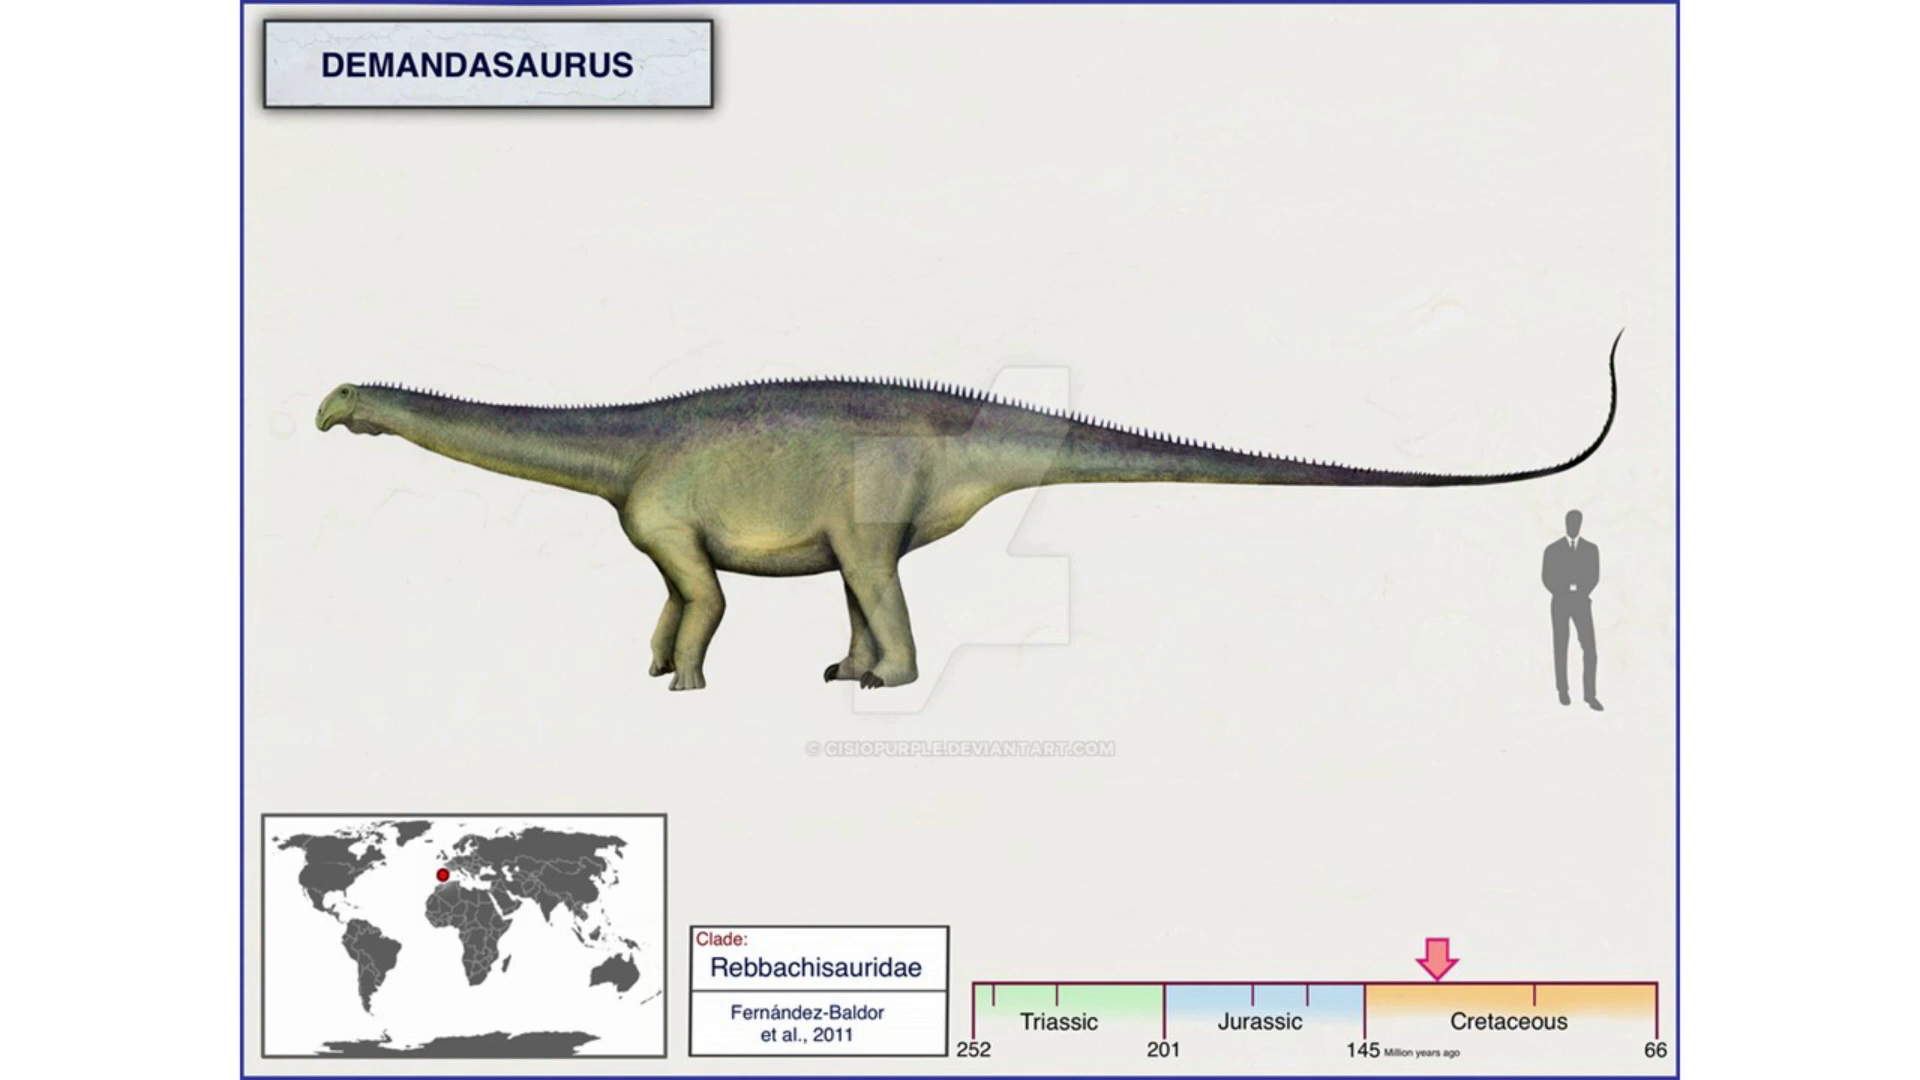 DEMANDASAURUS
© CISIOPURPLE.DEVIANTART.COM
Clade:
Rebbachisauridae
Fernández-Baldor
et al., 2011
Triassic
Jurassic
Cretaceous
252
201
145 Million years ago
66